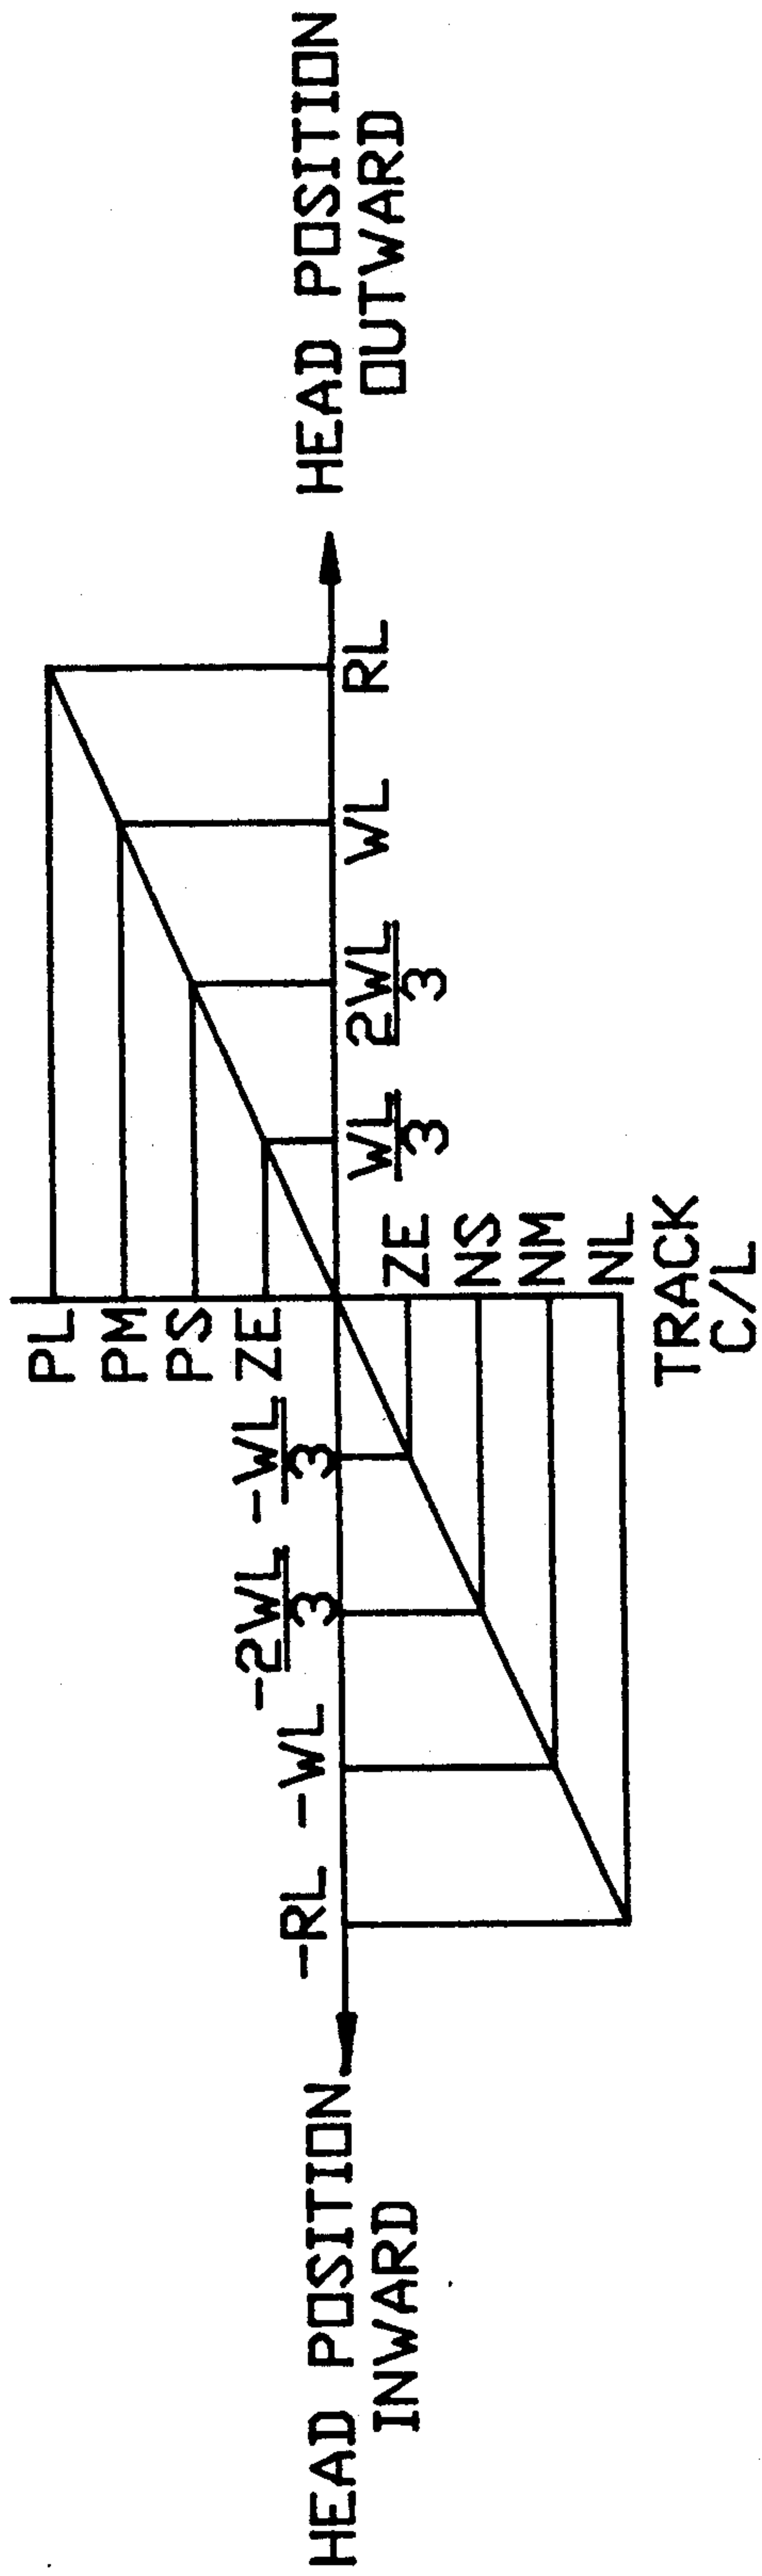 PL
PM
PS
ZE
-RL
-WL
-2WL
3
-WL
3
HEAD POSITION
INWARD
HEAD POSITION
OUTWARD
WL
3
2WL
3
WL
RL
ZE
NS
NM
NL
TRACK
C/L